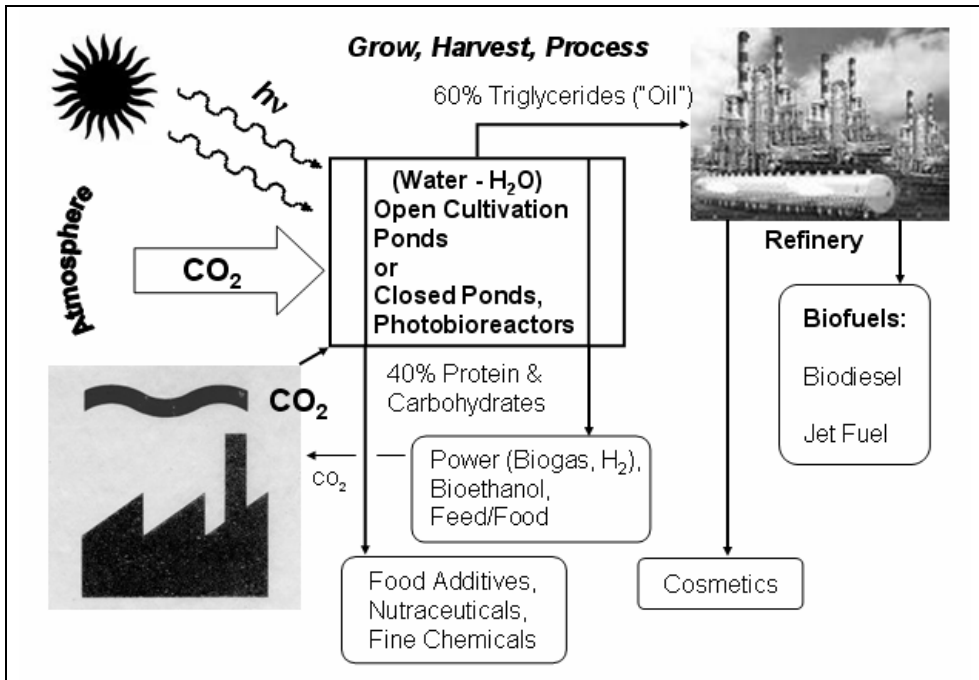 Grow, Harvest, Process
hν
60% Triglycerides ("Oil")
Atmosphere
CO₂
(Water - H₂O)
Open Cultivation
Ponds
or
Closed Ponds,
Photobioreactors
Refinery
Biofuels:
Biodiesel
Jet Fuel
CO₂
40% Protein &
Carbohydrates
CO₂
Power (Biogas, H₂),
Bioethanol,
Feed/Food
Food Additives,
Nutraceuticals,
Fine Chemicals
Cosmetics